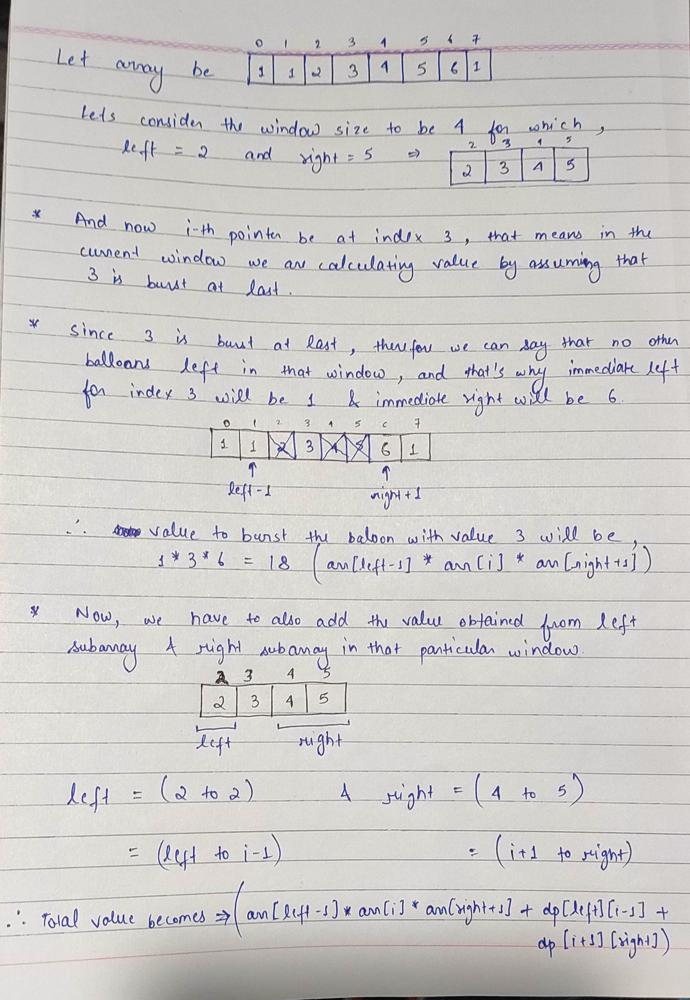 0 1 2 3 4 5 6 7
Let array be 1 1 2 3 4 5 6 1
Lets consider the window size to be 4 for which,
2 3 4 5
left = 2 and right = 5 ⇒ 2 3 4 5
* And now i-th pointer be at index 3, that means in the
current window we are calculating value by assuming that
3 is burst at last.
* Since 3 is burst at last, therefore we can say that no other
balloans left in that window, and that's why immediate left
for index 3 will be 1 & immediate right will be 6.
0 1 2 3 4 5 6 7
1 1 2 3 4 5 6 1
↑ ↑
left-1 right+1
∴ value to burst the baloon with value 3 will be,
1 * 3 * 6 = 18 (arr[left-1] * arr[i] * arr[right+1])
* Now, we have to also add the value obtained from left
subarray & right subarray in that particular window.
2 3 4 5
2 3 4 5
left right
left = (2 to 2) & right = (4 to 5)
= (left to i-1) = (i+1 to right)
∴ Total value becomes ⇒ (arr[left-1] * arr[i] * arr[right+1] + dp[left][i-1] +
dp[i+1][right])